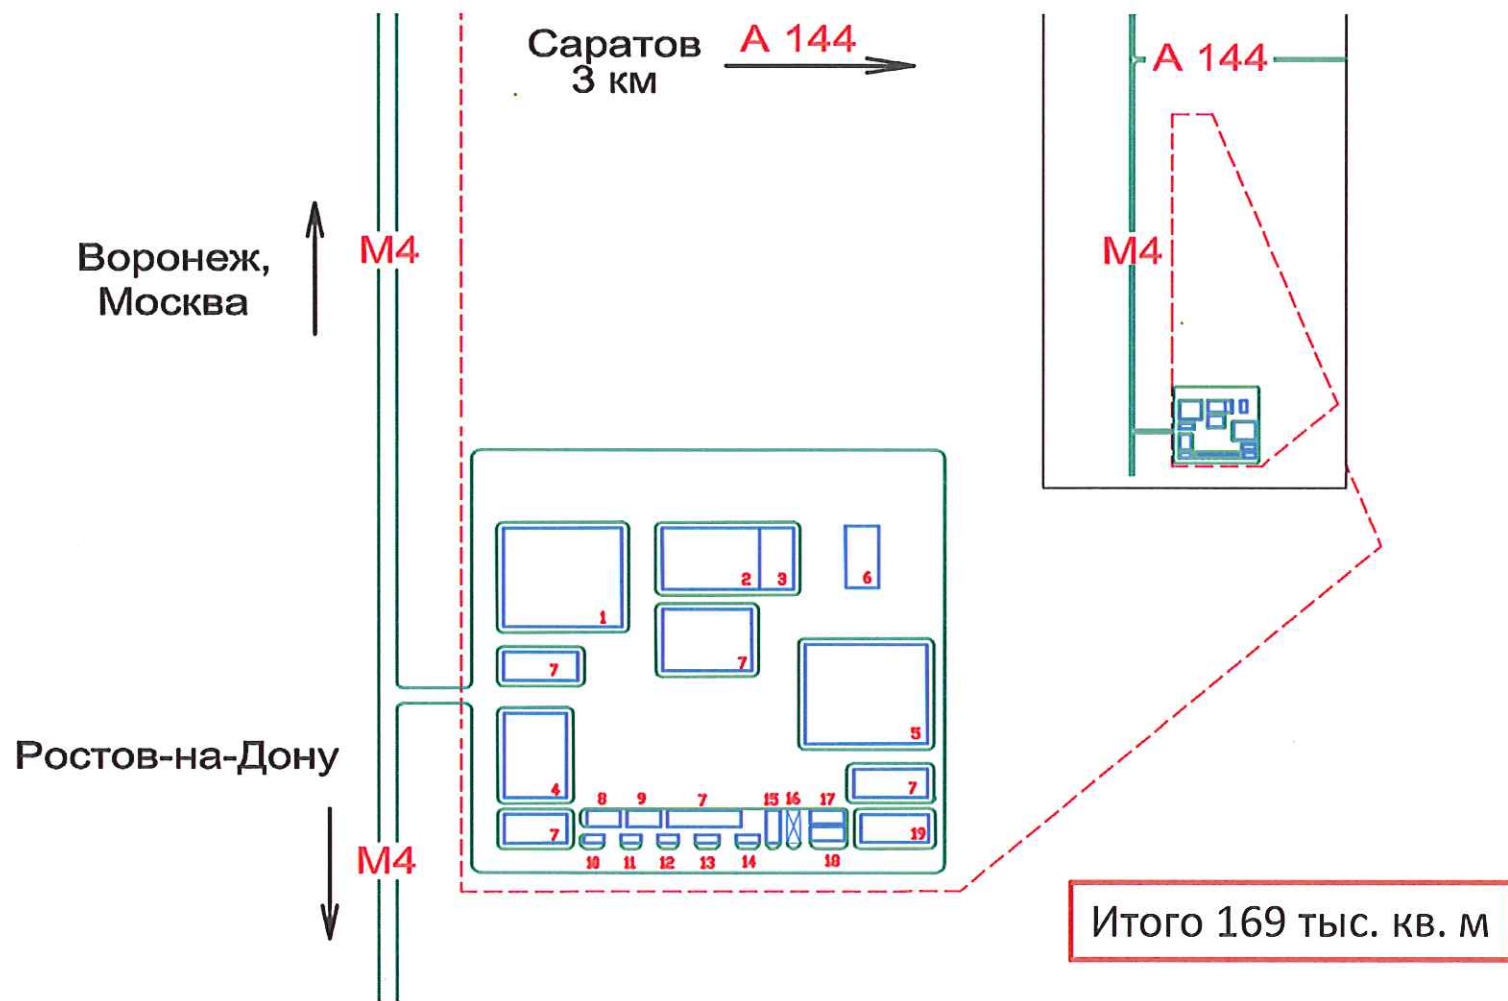 Саратов
3 км
А 144
А 144
М4
Воронеж,
Москва
М4
1
2
3
6
7
7
5
Ростов-на-Дону
4
7
7
8
9
7
15
16
17
19
10
11
12
13
14
18
М4
Итого 169 тыс. кв. м